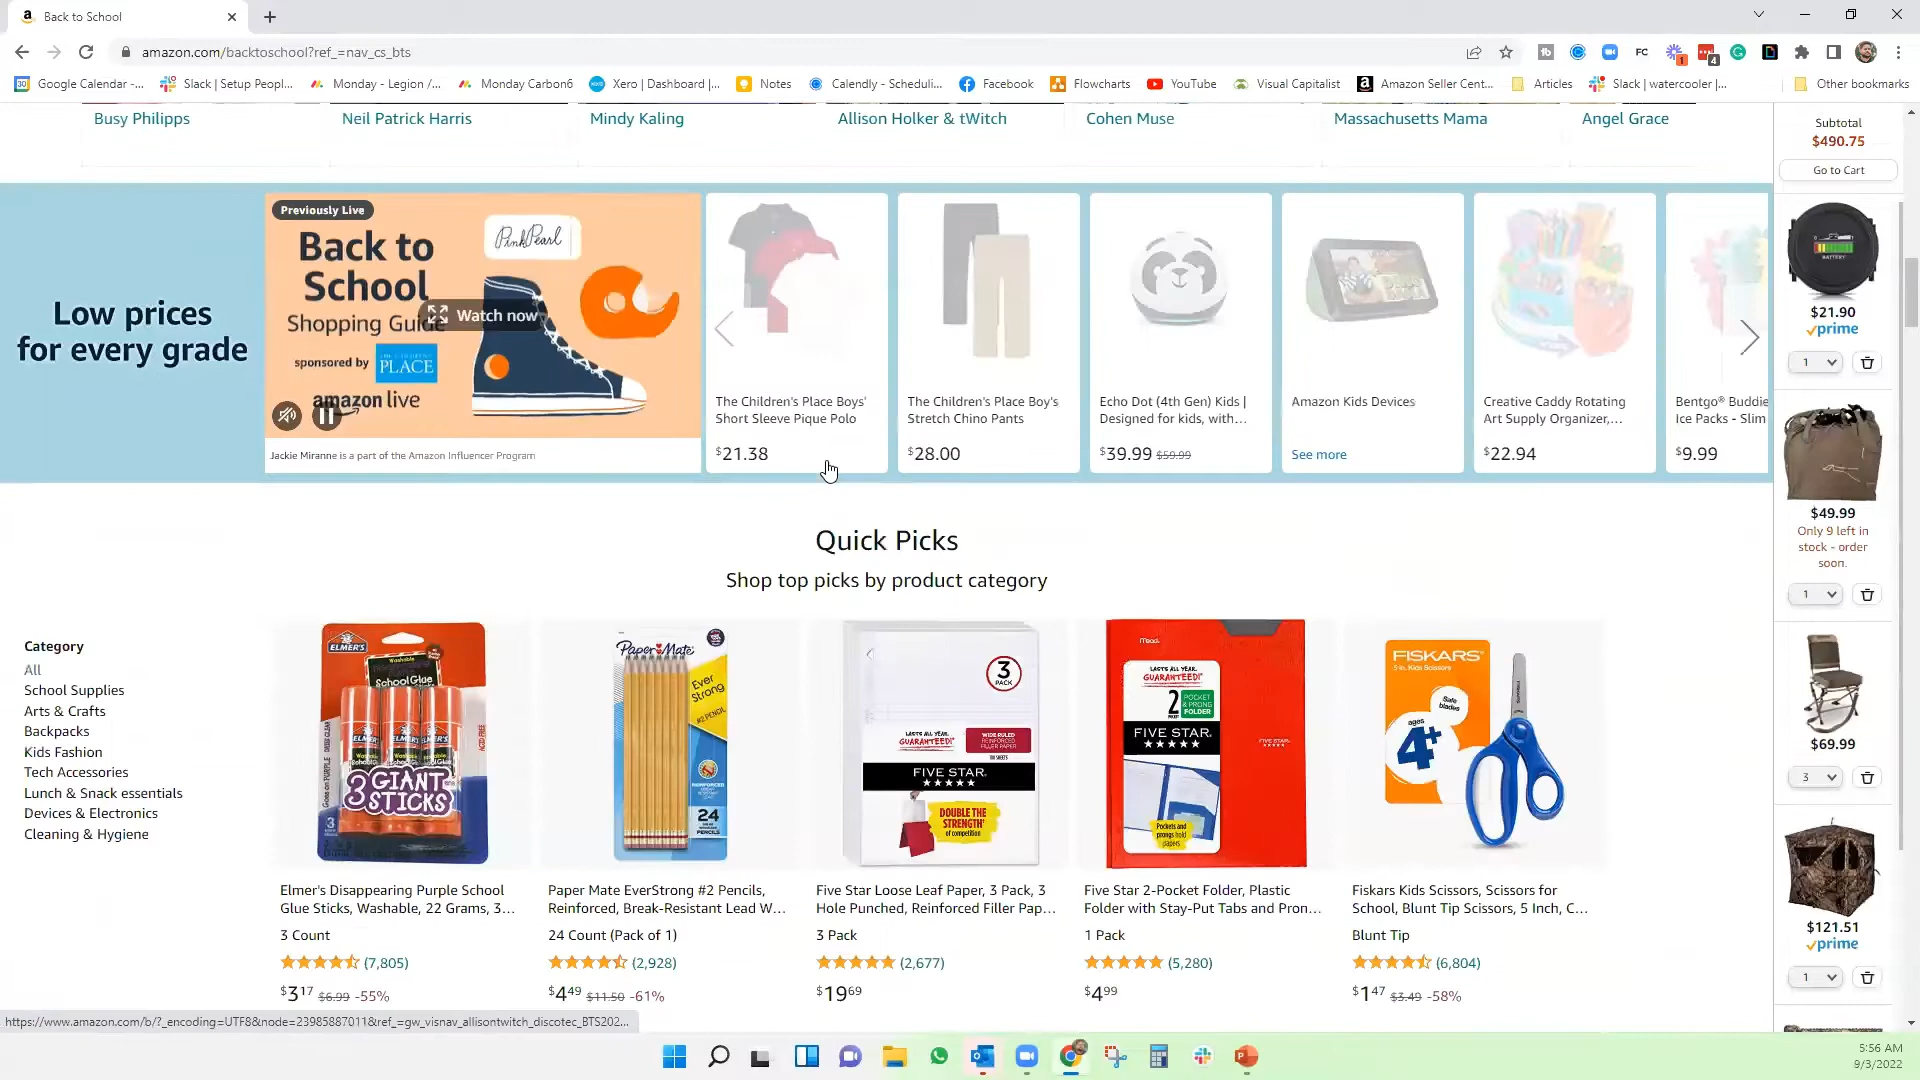 Back to School
amazon.com/backtoschool?ref_=nav_cs_bts
Google Calendar -...
Slack | Setup Peopl...
Monday - Legion /...
Monday Carbon6
Xero | Dashboard |...
Notes
Calendly - Scheduli...
Facebook
Flowcharts
YouTube
Visual Capitalist
Amazon Seller Cent...
Articles
Slack | watercooler |...
Other bookmarks
Busy Philipps
Neil Patrick Harris
Mindy Kaling
Allison Holker & tWitch
Cohen Muse
Massachusetts Mama
Angel Grace
Subtotal
$490.75
Go to Cart
Low prices
for every grade
Previously Live
Back to
School
Shopping Guide
sponsored by
PLACE
amazon live
PinkPearl
Watch now
Jackie Miranne is a part of the Amazon Influencer Program
The Children's Place Boys'
Short Sleeve Pique Polo
$21.38
The Children's Place Boy's
Stretch Chino Pants
$28.00
Echo Dot (4th Gen) Kids |
Designed for kids, with...
$39.99 $59.99
Amazon Kids Devices
See more
Creative Caddy Rotating
Art Supply Organizer,...
$22.94
Bentgo® Buddie
Ice Packs - Slim
$9.99
BATTERY
$21.90
prime
1
$49.99
Only 9 left in
stock - order
soon.
1
$69.99
3
$121.51
prime
1
Quick Picks
Shop top picks by product category
Category
All
School Supplies
Arts & Crafts
Backpacks
Kids Fashion
Tech Accessories
Lunch & Snack essentials
Devices & Electronics
Cleaning & Hygiene
ELMER'S
Washable
School Glue
Sticks
3 GIANT
STICKS
Paper Mate
Ever
Strong
#2 PENCIL
24
PENCILS
3
PACK
LASTS ALL YEAR.
GUARANTEED!
WIDE RULED
REINFORCED
FILLER PAPER
FIVE STAR
DOUBLE THE
STRENGTH
of competition
Mead
LASTS ALL YEAR.
GUARANTEED!
2 POCKET
& PRONG
FOLDER
FIVE STAR
FIVE STAR
Pockets and
prongs hold
papers
FISKARS
5 in. Kids Scissors
Safe
blades
ages
4+
Elmer's Disappearing Purple School
Glue Sticks, Washable, 22 Grams, 3...
3 Count
(7,805)
$3 17 $6.99 -55%
Paper Mate EverStrong #2 Pencils,
Reinforced, Break-Resistant Lead W...
24 Count (Pack of 1)
(2,928)
$4 49 $11.50 -61%
Five Star Loose Leaf Paper, 3 Pack, 3
Hole Punched, Reinforced Filler Pap...
3 Pack
(2,677)
$19 69
Five Star 2-Pocket Folder, Plastic
Folder with Stay-Put Tabs and Pron...
1 Pack
(5,280)
$4 99
Fiskars Kids Scissors, Scissors for
School, Blunt Tip Scissors, 5 Inch, C...
Blunt Tip
(6,804)
$1 47 $3.49 -58%
https://www.amazon.com/b/?_encoding=UTF8&node=23985887011&ref_=gw_visnav_allisontwitch_discotec_BTS202...
5:56 AM
9/3/2022